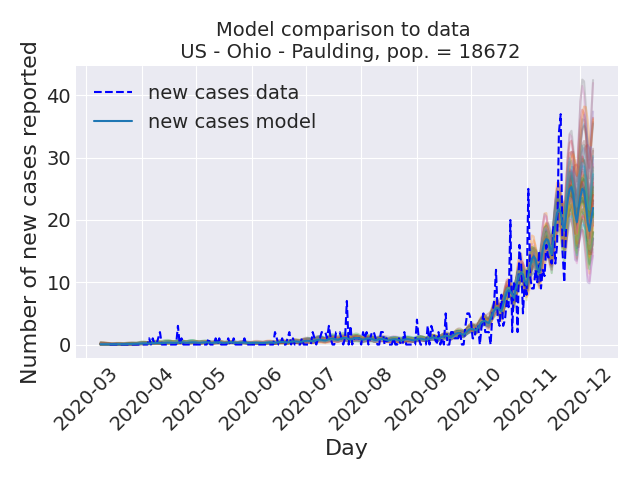 Model comparison to data
US - Ohio - Paulding, pop. = 18672
Number of new cases reported
40
30
20
10
0
new cases data
new cases model
2020-03
2020-04
2020-05
2020-06
2020-07
2020-08
2020-09
2020-10
2020-11
2020-12
Day